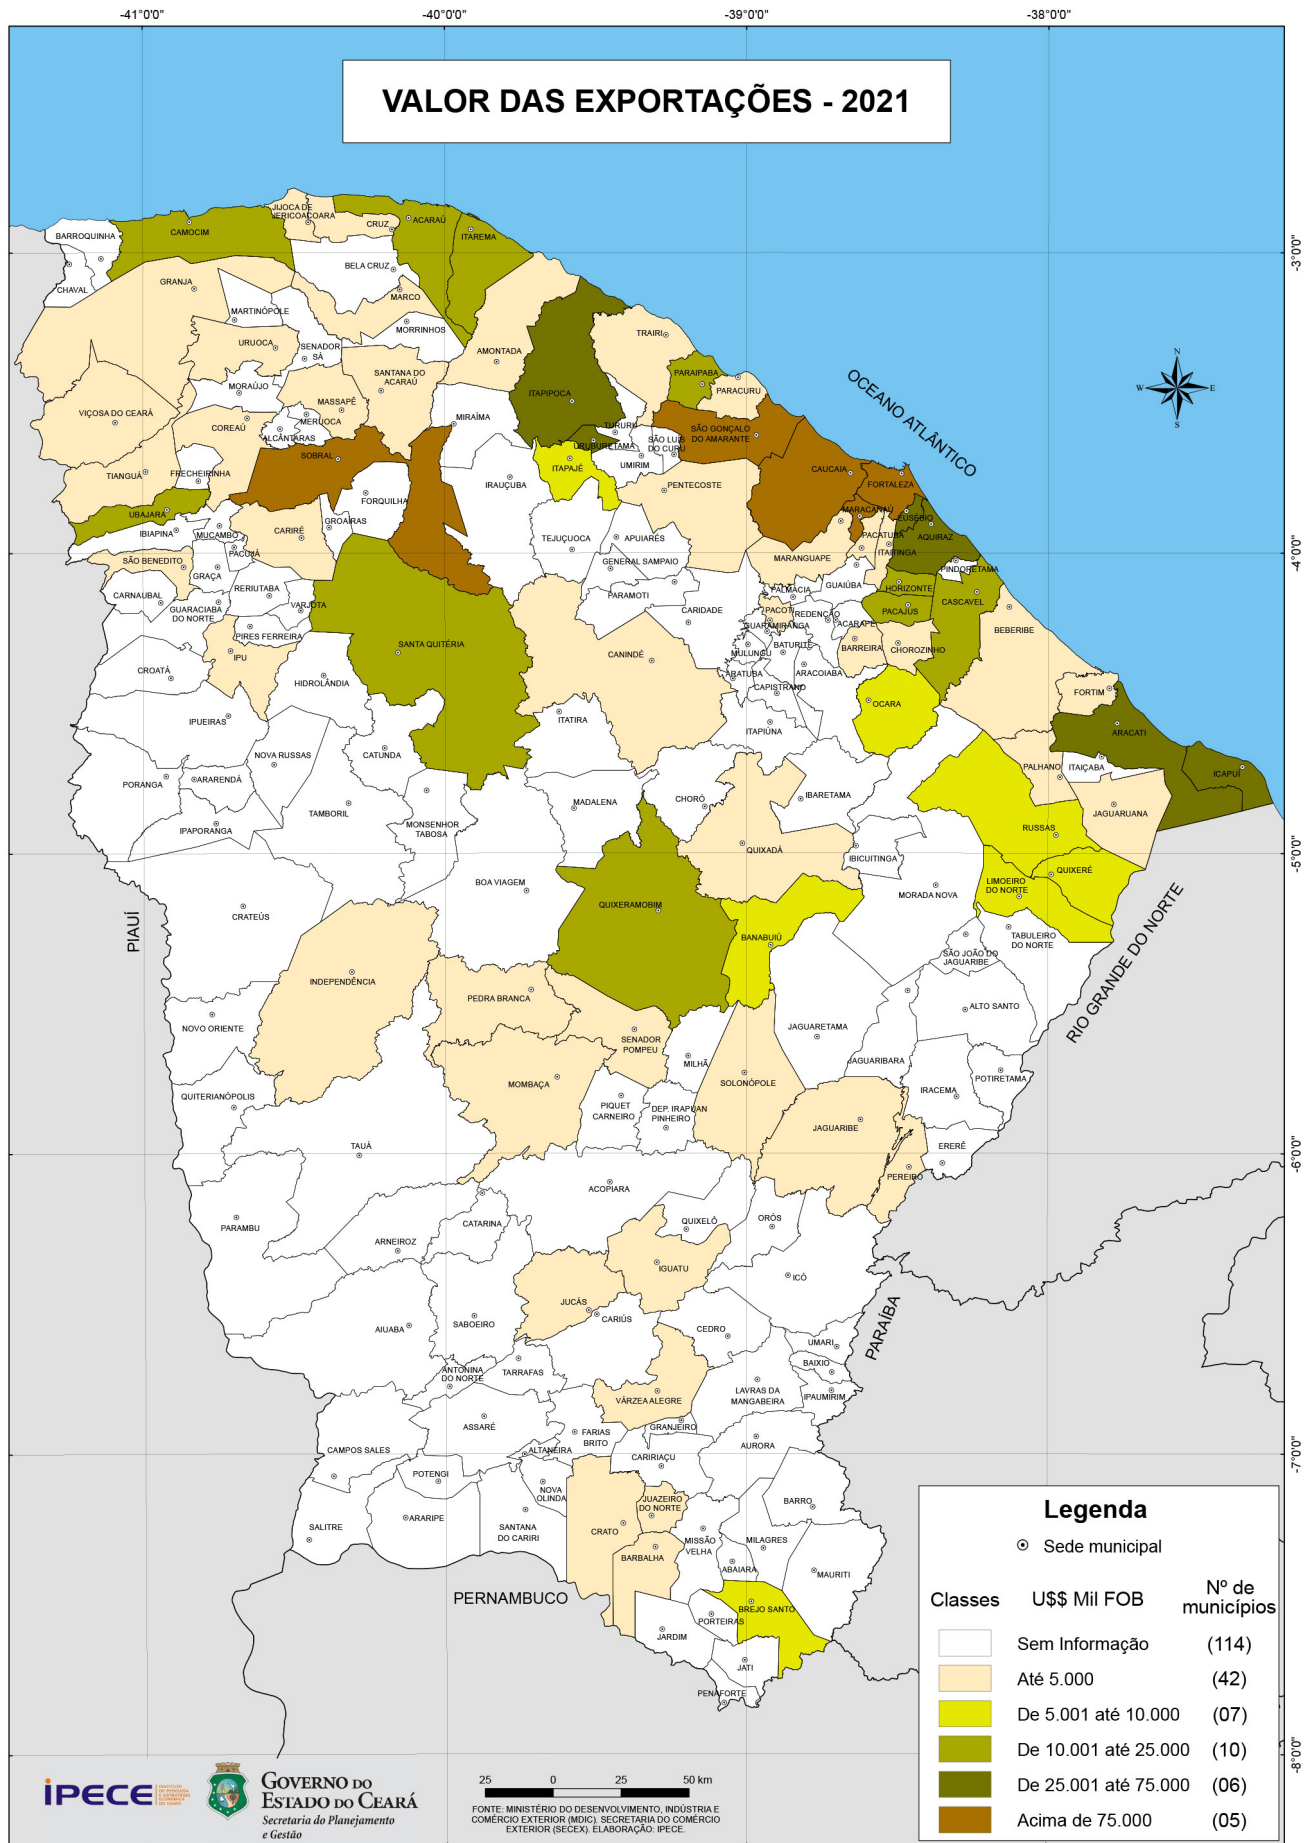 -41°0'0"
-40°0'0"
-39°0'0"
-38°0'0"
VALOR DAS EXPORTAÇÕES - 2021
-3°0'0"
-4°0'0"
-5°0'0"
-6°0'0"
-7°0'0"
-8°0'0"
N
W
E
S
OCEANO ATLÂNTICO
PIAUÍ
RIO GRANDE DO NORTE
PARAÍBA
PERNAMBUCO
JIJOCA DE
JERICOACOARA
CRUZ
ACARAÚ
ITAREMA
CAMOCIM
BARROQUINHA
CHAVAL
BELA CRUZ
GRANJA
MARCO
MARTINÓPOLE
MORRINHOS
URUOCA
SENADOR
SÁ
AMONTADA
TRAIRI
MORAÚJO
SANTANA DO
ACARAÚ
ITAPIPOCA
PARAIPABA
PARACURU
VIÇOSA DO CEARÁ
COREAÚ
MASSAPÊ
MERUOCA
ALCÂNTARAS
MIRAÍMA
TURURU
URUBURETAMA
SÃO LUIS
DO CURU
SÃO GONÇALO
DO AMARANTE
SOBRAL
UMIRIM
ITAPAJÉ
CAUCAIA
FORTALEZA
TIANGUÁ
FRECHEIRINHA
IRAUÇUBA
PENTECOSTE
FORQUILHA
MARACANAÚ
EUSÉBIO
UBAJARA
GROAÍRAS
AQUIRAZ
IBIAPINA
MUCAMBO
CARIRÉ
TEJUÇUOCA
APUIARÉS
PACATUBA
ITAITINGA
PACUJÁ
MARANGUAPE
SÃO BENEDITO
GENERAL SAMPAIO
PINDORETAMA
GRAÇA
GUAIÚBA
HORIZONTE
CARNAUBAL
RERIUTABA
PARAMOTI
PALMÁCIA
CASCAVEL
GUARACIABA
DO NORTE
VARJOTA
CARIDADE
PACOTI
REDENÇÃO
PACAJUS
GUARAMIRANGA
ACARAPE
PIRES FERREIRA
BEBERIBE
SANTA QUITÉRIA
MULUNGU
BATURITÉ
BARREIRA
CHOROZINHO
IPU
CANINDÉ
CROATÁ
ARATUBA
ARACOIABA
HIDROLÂNDIA
CAPISTRANO
FORTIM
OCARA
IPUEIRAS
ITATIRA
ITAPIÚNA
ARACATI
NOVA RUSSAS
CATUNDA
PALHANO
ITAIÇABA
ICAPUÍ
PORANGA
ARARENDÁ
MADALENA
CHORÓ
IBARETAMA
TAMBORIL
JAGUARUANA
MONSENHOR
TABOSA
IPAPORANGA
RUSSAS
QUIXADÁ
IBICUITINGA
QUIXERÉ
BOA VIAGEM
LIMOEIRO
DO NORTE
MORADA NOVA
QUIXERAMOBIM
CRATEÚS
BANABUIÚ
TABULEIRO
DO NORTE
SÃO JOÃO DO
JAGUARIBE
INDEPENDÊNCIA
PEDRA BRANCA
ALTO SANTO
NOVO ORIENTE
JAGUARETAMA
SENADOR
POMPEU
MILHÃ
JAGUARIBARA
POTIRETAMA
MOMBAÇA
SOLONÓPOLE
IRACEMA
QUITERIANÓPOLIS
PIQUET
CARNEIRO
DEP. IRAPUAN
PINHEIRO
JAGUARIBE
TAUÁ
ERERÊ
PEREIRO
ACOPIARA
PARAMBU
CATARINA
QUIXELÔ
ORÓS
ARNEIROZ
IGUATU
ICÓ
JUCÁS
CARIÚS
AIUABA
SABOEIRO
CEDRO
UMARI
BAIXIO
ANTONINA
DO NORTE
TARRAFAS
LAVRAS DA
MANGABEIRA
IPAUMIRIM
VÁRZEA ALEGRE
ASSARÉ
FARIAS
BRITO
GRANJEIRO
CAMPOS SALES
ALTANEIRA
AURORA
CARIRIAÇU
POTENGI
NOVA
OLINDA
JUAZEIRO
DO NORTE
BARRO
SALITRE
ARARIPE
SANTANA
DO CARIRI
CRATO
MISSÃO
VELHA
MILAGRES
BARBALHA
ABAIARA
MAURITI
BREJO SANTO
PORTEIRAS
JARDIM
JATI
PENAFORTE
Legenda
Sede municipal
Classes
U$$ Mil FOB
Nº de
municípios
Sem Informação (114)
Até 5.000 (42)
De 5.001 até 10.000 (07)
De 10.001 até 25.000 (10)
De 25.001 até 75.000 (06)
Acima de 75.000 (05)
IPECE
INSTITUTO
DE PESQUISA
E ESTRATÉGIA
ECONÔMICA
DO CEARÁ
GOVERNO DO
ESTADO DO CEARÁ
Secretaria do Planejamento
e Gestão
25 0 25 50 km
FONTE: MINISTÉRIO DO DESENVOLVIMENTO, INDÚSTRIA E
COMÉRCIO EXTERIOR (MDIC). SECRETARIA DO COMÉRCIO
EXTERIOR (SECEX). ELABORAÇÃO: IPECE.